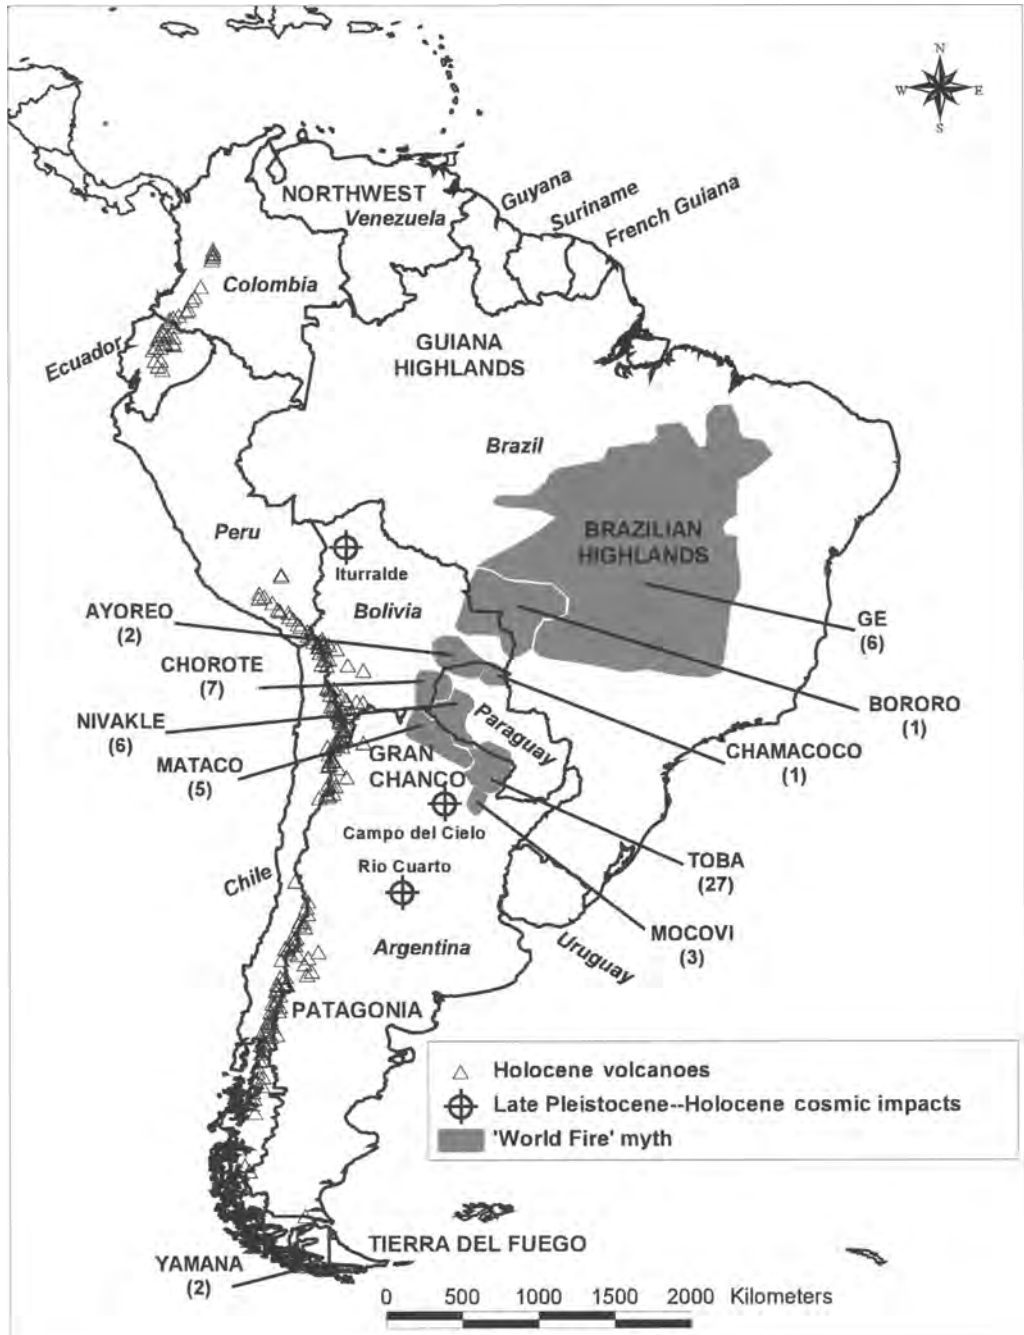 N
W
E
S
Guyana
Suriname
French Guiana
NORTHWEST
Venezuela
Colombia
Ecuador
GUIANA
HIGHLANDS
Brazil
Peru
BRAZILIAN
HIGHLANDS
Iturralde
Bolivia
AYOREO
(2)
CHOROTE
(7)
NIVAKLE
(6)
MATACO
(5)
GE
(6)
BORORO
(1)
CHAMACOCO
(1)
Paraguay
GRAN
CHANCO
Campo del Cielo
Rio Cuarto
Chile
TOBA
(27)
MOCOVI
(3)
Argentina
Uruguay
PATAGONIA
Holocene volcanoes
Late Pleistocene--Holocene cosmic impacts
'World Fire' myth
TIERRA DEL FUEGO
YAMANA
(2)
0 500 1000 1500 2000 Kilometers